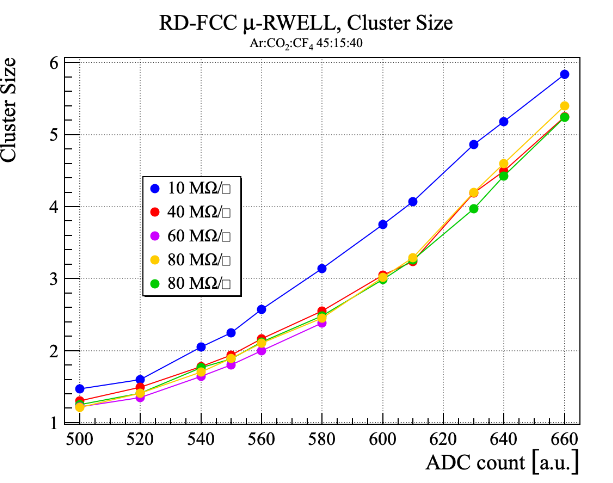 RD-FCC μ-RWELL, Cluster Size
Ar:CO₂:CF₄ 45:15:40
Cluster Size
6
5
4
3
2
1
10 MΩ/□
40 MΩ/□
60 MΩ/□
80 MΩ/□
80 MΩ/□
500 520 540 560 580 600 620 640 660
ADC count [a.u.]